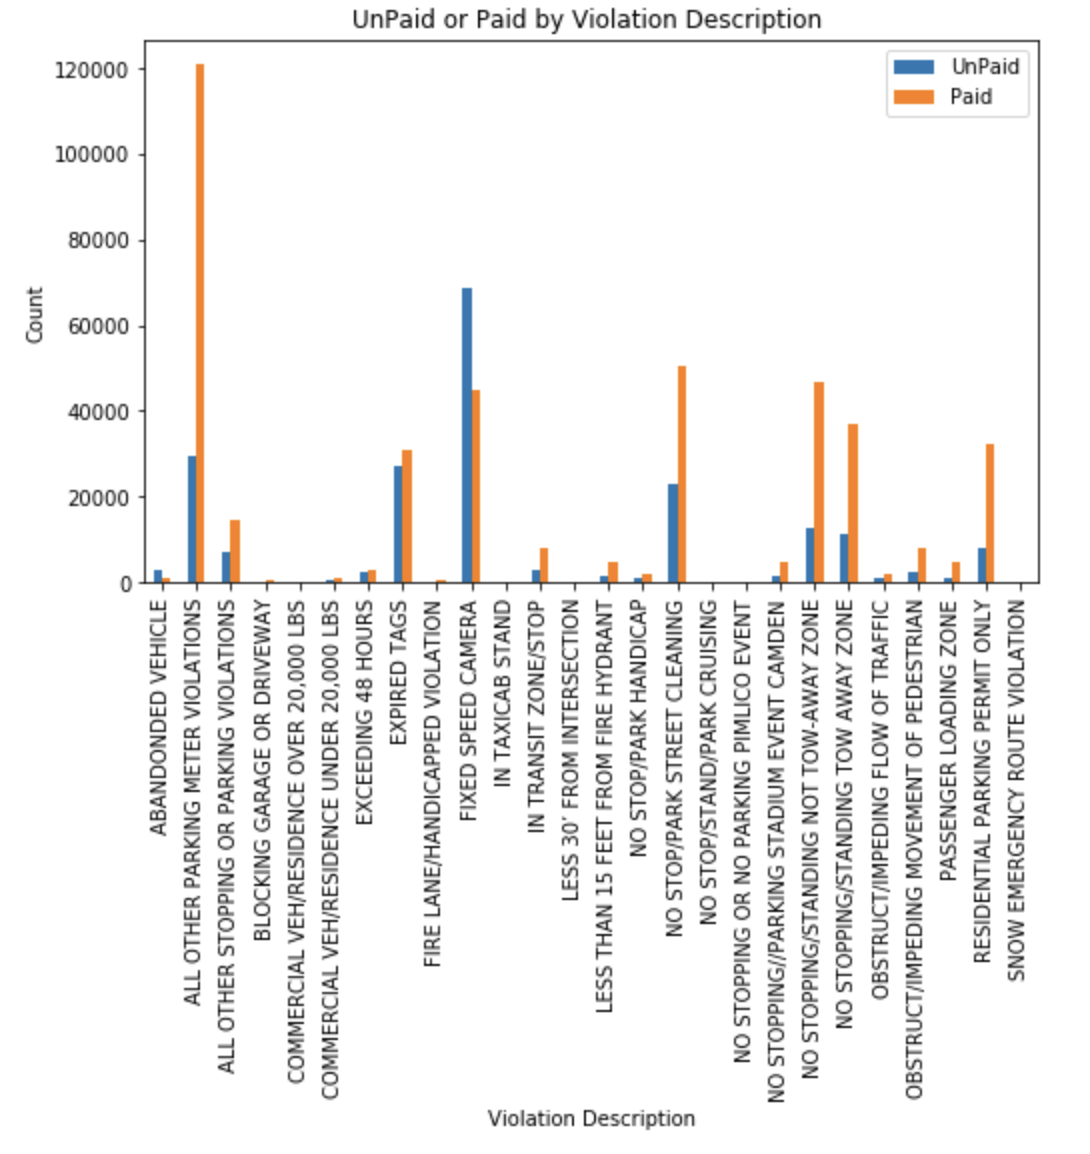 UnPaid or Paid by Violation Description
UnPaid
Paid
120000
100000
80000
60000
40000
20000
0
Count
ABANDONED VEHICLE
ALL OTHER PARKING METER VIOLATIONS
ALL OTHER STOPPING OR PARKING VIOLATIONS
BLOCKING GARAGE OR DRIVEWAY
COMMERCIAL VEH/RESIDENCE OVER 20,000 LBS
COMMERCIAL VEH/RESIDENCE UNDER 20,000 LBS
EXCEEDING 48 HOURS
EXPIRED TAGS
FIRE LANE/HANDICAPPED VIOLATION
FIXED SPEED CAMERA
IN TAXICAB STAND
IN TRANSIT ZONE/STOP
LESS 30’ FROM INTERSECTION
LESS THAN 15 FEET FROM FIRE HYDRANT
NO STOP/PARK HANDICAP
NO STOP/PARK STREET CLEANING
NO STOP/STAND/PARK CRUISING
NO STOPPING OR NO PARKING PIMLICO EVENT
NO STOPPING//PARKING STADIUM EVENT CAMDEN
NO STOPPING/STANDING NOT TOW-AWAY ZONE
NO STOPPING/STANDING TOW AWAY ZONE
OBSTRUCT/IMPEDING FLOW OF TRAFFIC
OBSTRUCT/IMPEDING MOVEMENT OF PEDESTRIAN
PASSENGER LOADING ZONE
RESIDENTIAL PARKING PERMIT ONLY
SNOW EMERGENCY ROUTE VIOLATION
Violation Description